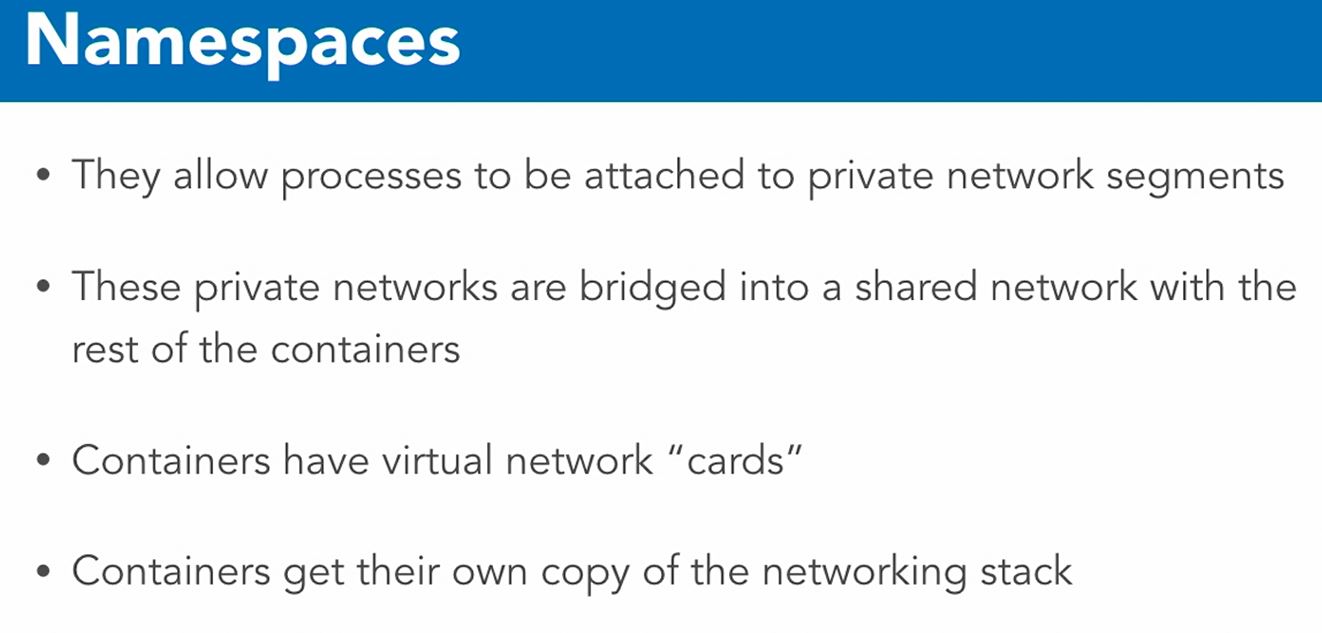 Namespaces
• They allow processes to be attached to private network segments
• These private networks are bridged into a shared network with the
rest of the containers
• Containers have virtual network “cards”
• Containers get their own copy of the networking stack